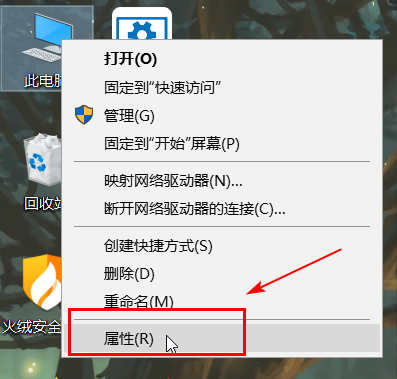 打开(O)
固定到“快速访问”
管理(G)
固定到“开始”屏幕(P)
映射网络驱动器(N)...
断开网络驱动器的连接(C)...
创建快捷方式(S)
删除(D)
重命名(M)
属性(R)
此电脑
回收站
火绒安全